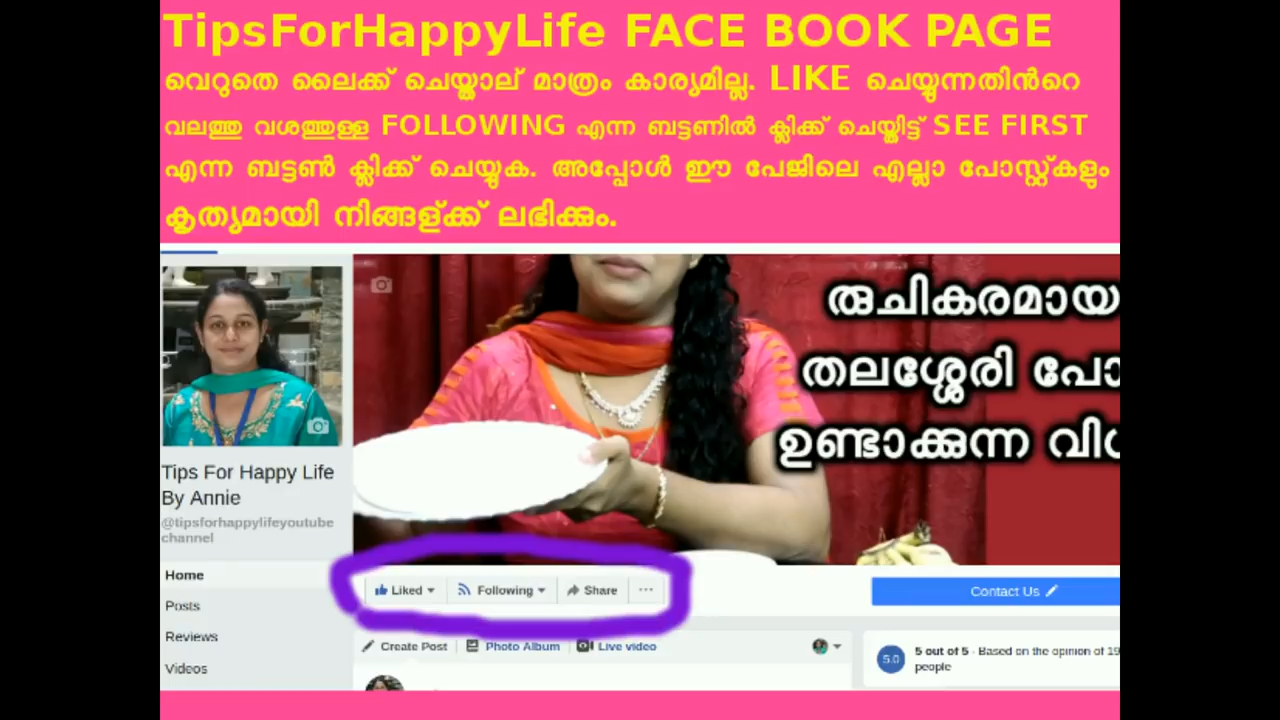 TipsForHappyLife FACE BOOK PAGE
വെറുതെ ലൈക്ക് ചെയ്താല് മാത്രം കാര്യമില്ല. LIKE ചെയ്യുന്നതിൻറെ
വലത്തു വശത്തുള്ള FOLLOWING എന്ന ബട്ടണിൽ ക്ലിക്ക് ചെയ്തിട്ട് SEE FIRST
എന്ന ബട്ടൺ ക്ലിക്ക് ചെയ്യുക. അപ്പോൾ ഈ പേജിലെ എല്ലാ പോസ്റ്റ്കളും
കൃത്യമായി നിങ്ങള്ക്ക് ലഭിക്കും.
രുചികരമായ
തലശ്ശേരി പോ
ഉണ്ടാക്കുന്ന വി
Tips For Happy Life
By Annie
@tipsforhappylifeyoutube
channel
Home
Posts
Reviews
Videos
Liked Following Share ...
Contact Us
Create Post Photo Album Live video
5.0 5 out of 5 · Based on the opinion of 19
people